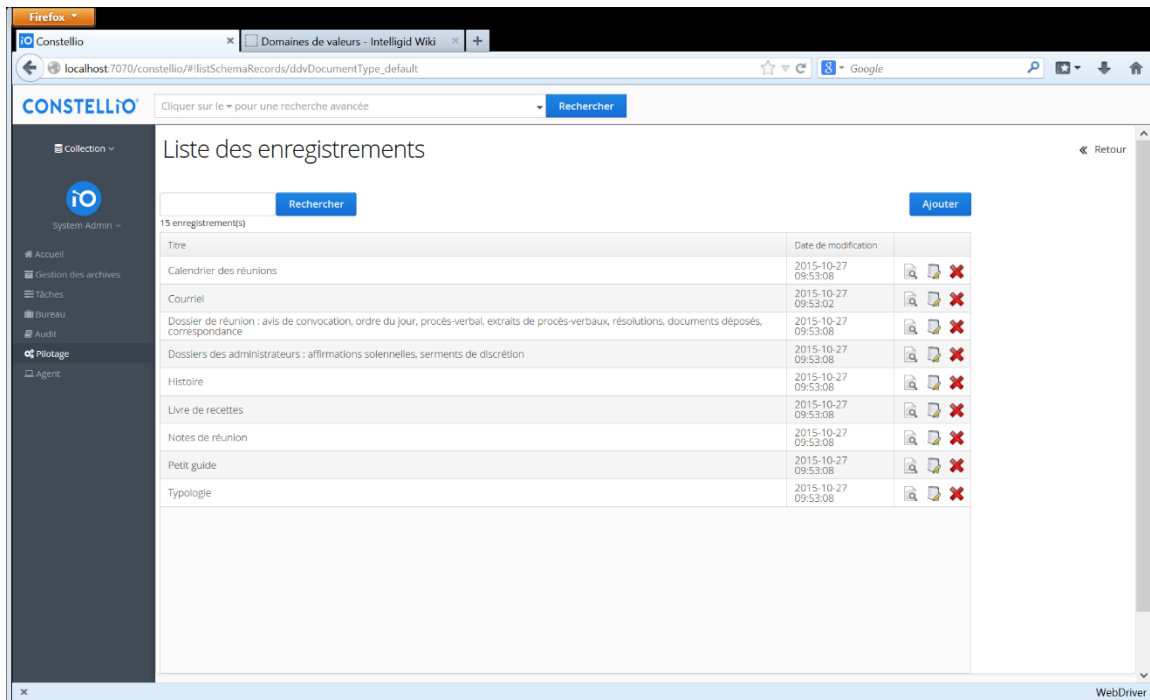 Firefox
Constellio
Domaines de valeurs - Intelligid Wiki
localhost:7070/constellio/#!listSchemaRecords/ddvDocumentType_default
Google
CONSTELLiO
Cliquer sur le pour une recherche avancée
Rechercher
Collection
iO
System Admin
Accueil
Gestion des archives
Tâches
Bureau
Audit
Pilotage
Agent
Liste des enregistrements
« Retour
Rechercher
Ajouter
15 enregistrement(s)
Titre
Date de modification
Calendrier des réunions
2015-10-27
09:53:08
Courriel
2015-10-27
09:53:02
Dossier de réunion : avis de convocation, ordre du jour, procès-verbal, extraits de procès-verbaux, résolutions, documents déposés,
correspondance
2015-10-27
09:53:08
Dossiers des administrateurs : affirmations solennelles, serments de discrétion
2015-10-27
09:53:08
Histoire
2015-10-27
09:53:08
Livre de recettes
2015-10-27
09:53:08
Notes de réunion
2015-10-27
09:53:08
Petit guide
2015-10-27
09:53:08
Typologie
2015-10-27
09:53:08
WebDriver